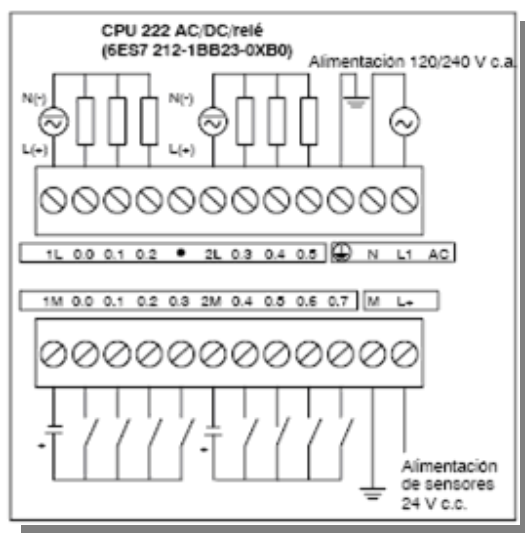 CPU 222 AC/DC/relé
(6ES7 212-1BB23-0XB0)
Alimentación 120/240 V c.a.
N(-)
N(-)
L(+)
L(+)
1L 0.0 0.1 0.2 • 2L 0.3 0.4 0.5 N L1 AC
1M 0.0 0.1 0.2 0.3 2M 0.4 0.5 0.6 0.7 M L+
+
+
Alimentación
de sensores
24 V c.c.